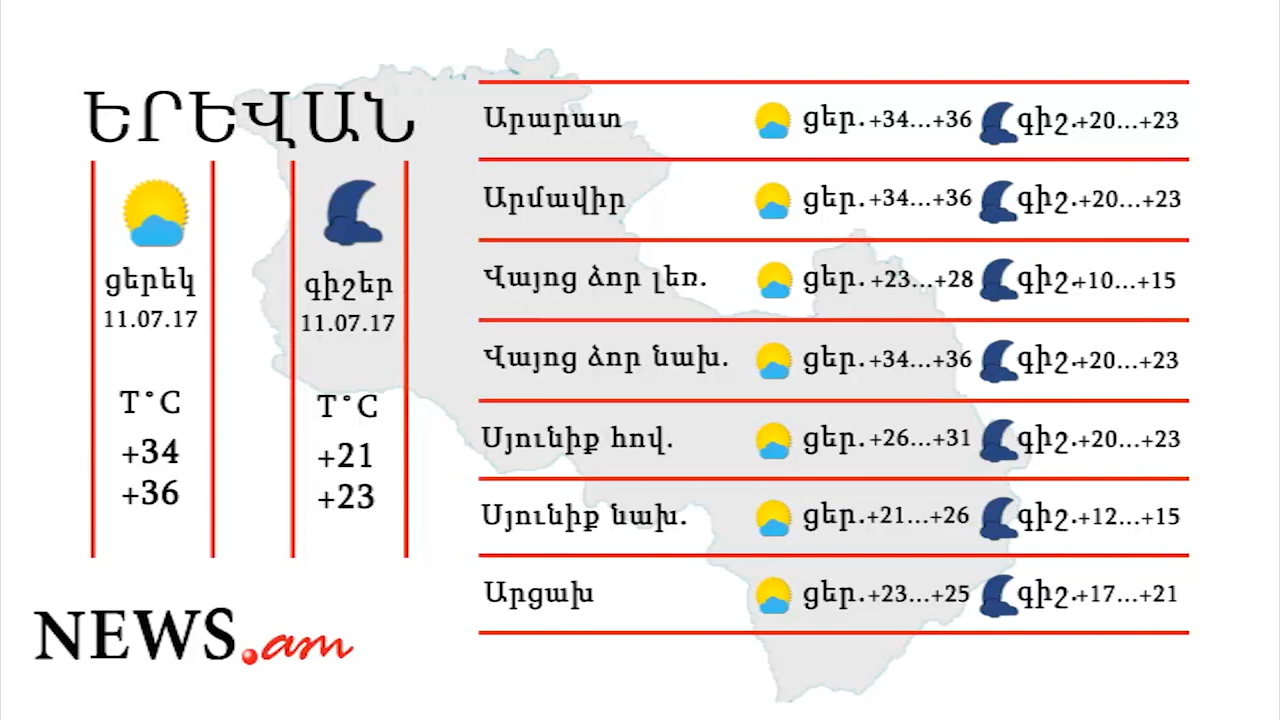 ԵՐԵՎԱՆ
ցերեկ
11.07.17
T°C
+34
+36
գիշեր
11.07.17
T°C
+21
+23
Արարատ ցեր.+34...+36 գիշ.+20...+23
Արմավիր ցեր.+34...+36 գիշ.+20...+23
Վայոց ձոր լեռ. ցեր.+23...+28 գիշ.+10...+15
Վայոց ձոր նախ. ցեր.+34...+36 գիշ.+20...+23
Սյունիք հով. ցեր.+26...+31 գիշ.+20...+23
Սյունիք նախ. ցեր.+21...+26 գիշ.+12...+15
Արցախ ցեր.+23...+25 գիշ.+17...+21
NEWS.am